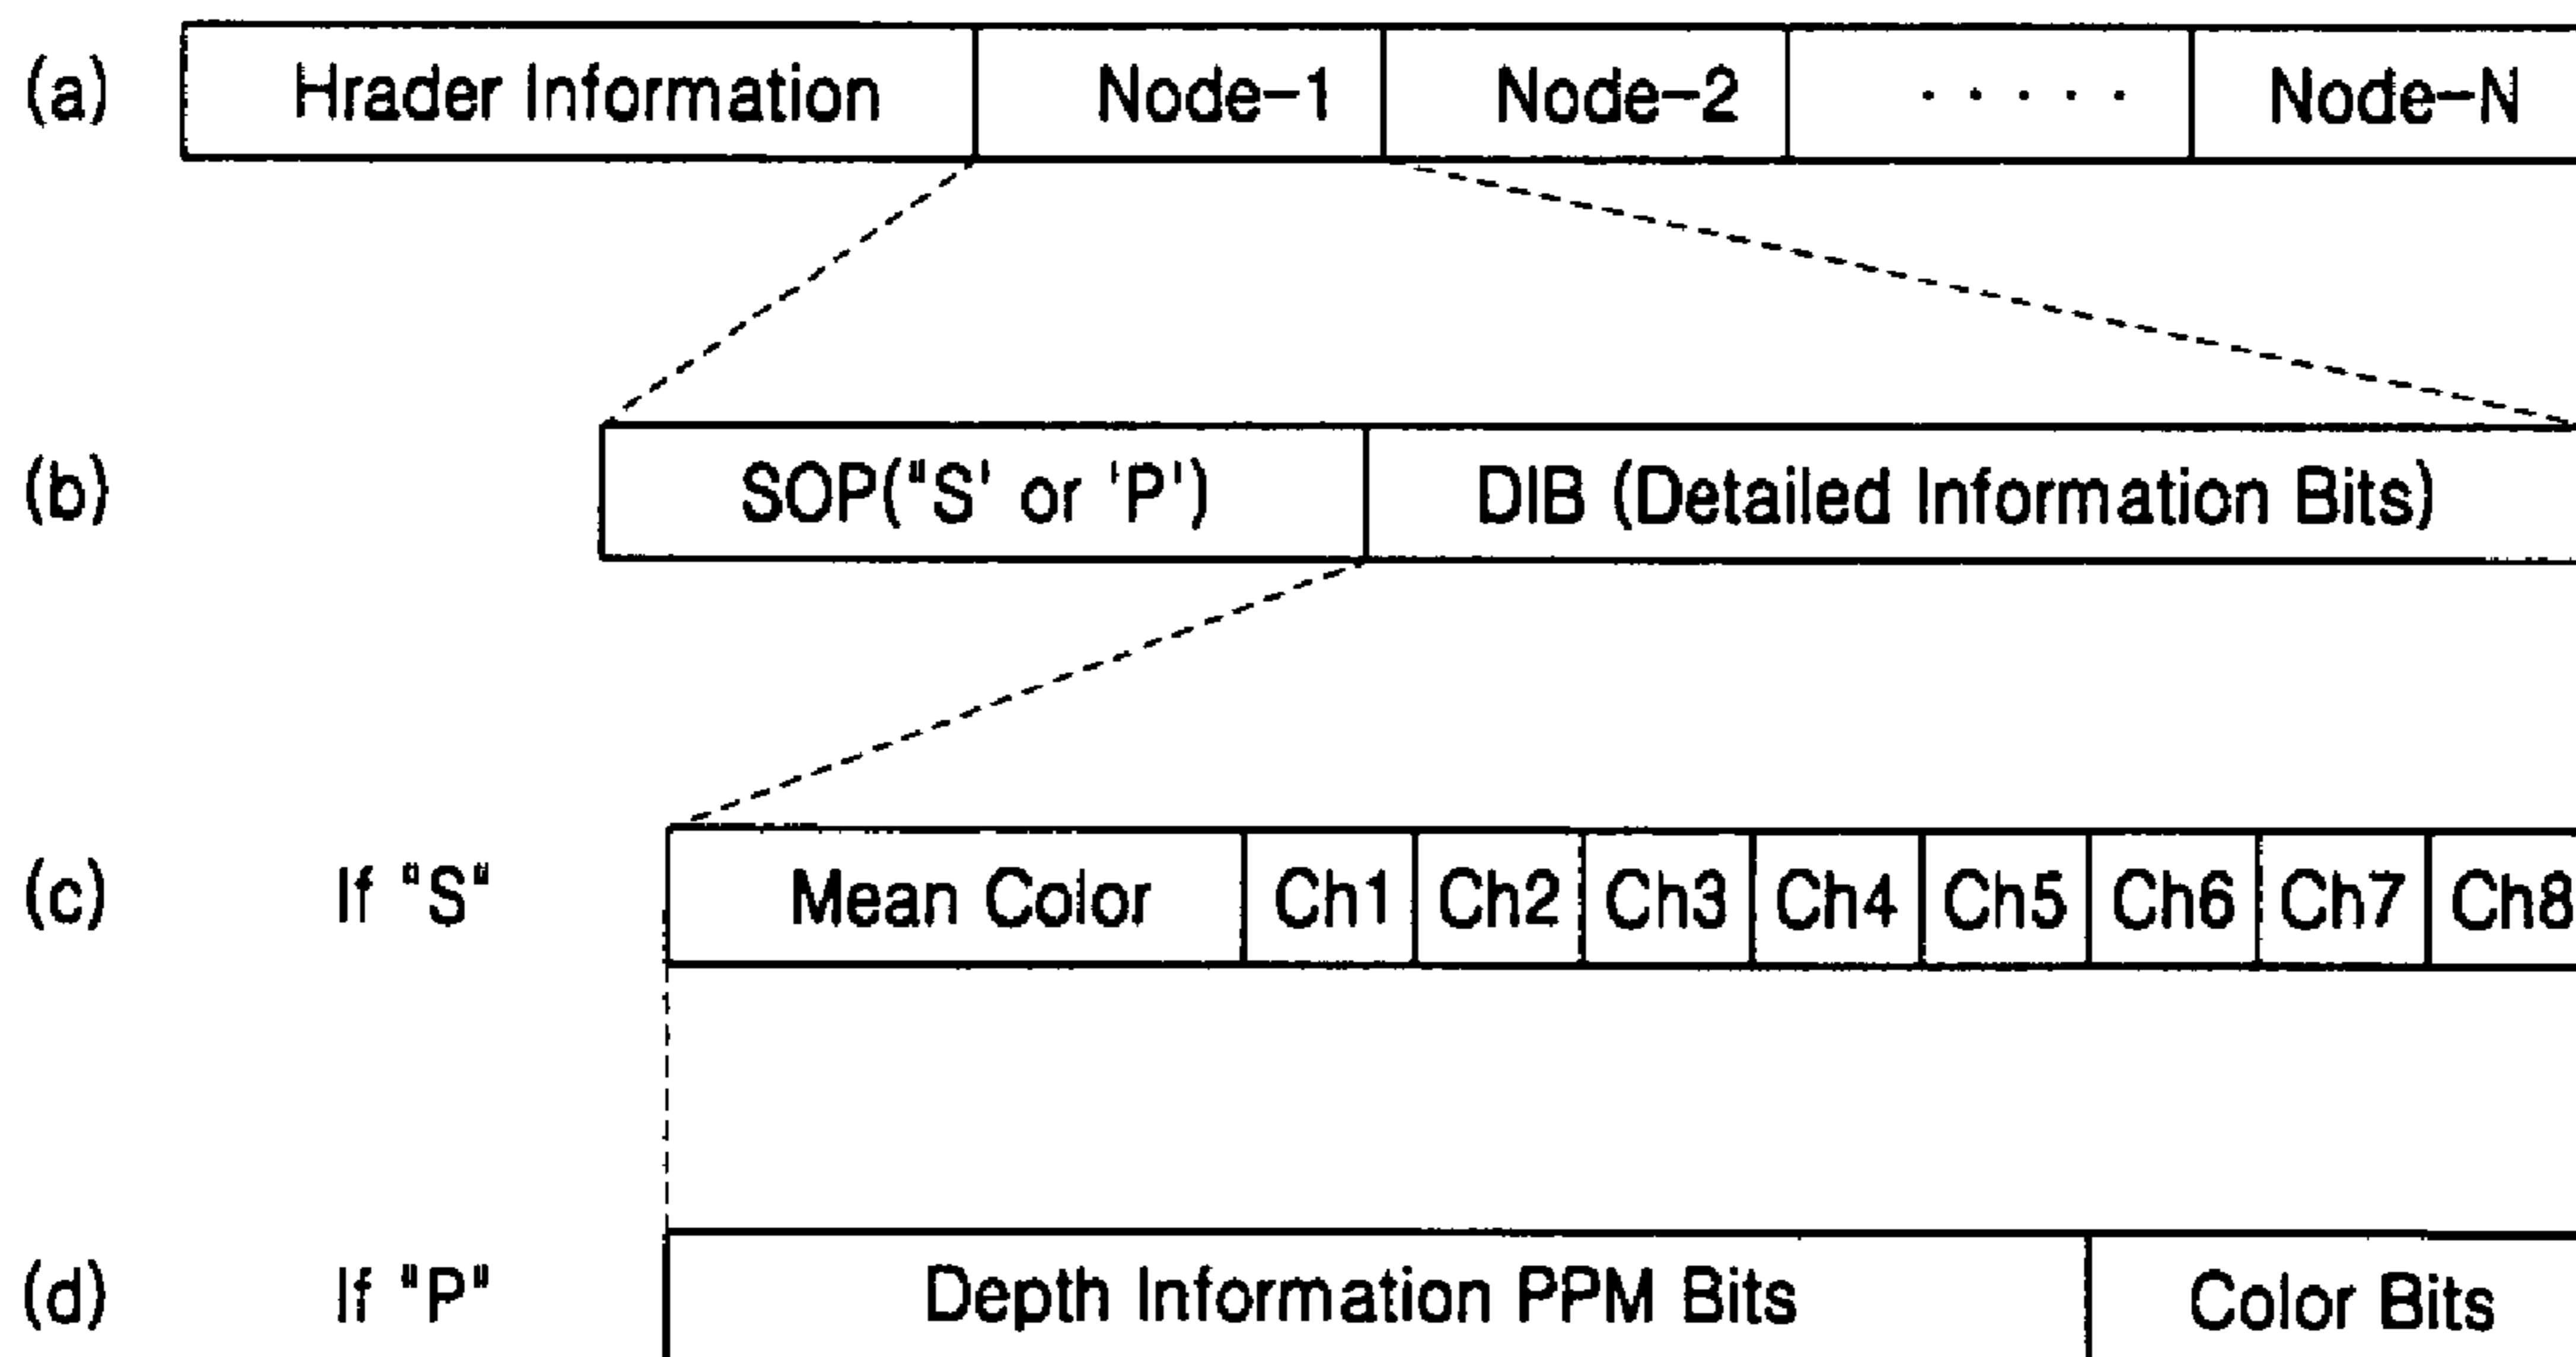 (a) Hrader Information Node-1 Node-2 ..... Node-N
(b) SOP("S' or 'P') DIB (Detailed Information Bits)
(c) If "S" Mean Color Ch1 Ch2 Ch3 Ch4 Ch5 Ch6 Ch7 Ch8
(d) If "P" Depth Information PPM Bits Color Bits